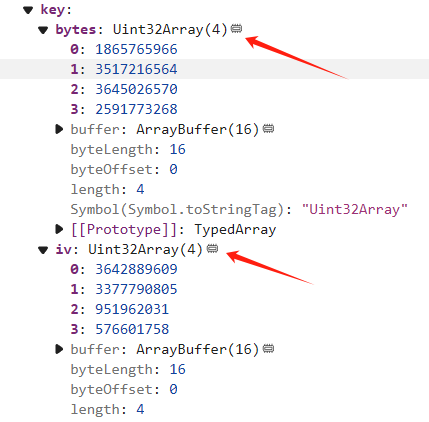 key:
bytes: Uint32Array(4)
0: 1865765966
1: 3517216564
2: 3645026570
3: 2591773268
buffer: ArrayBuffer(16)
byteLength: 16
byteOffset: 0
length: 4
Symbol(Symbol.toStringTag): "Uint32Array"
[[Prototype]]: TypedArray
iv: Uint32Array(4)
0: 3642889609
1: 3377790805
2: 951962031
3: 576601758
buffer: ArrayBuffer(16)
byteLength: 16
byteOffset: 0
length: 4